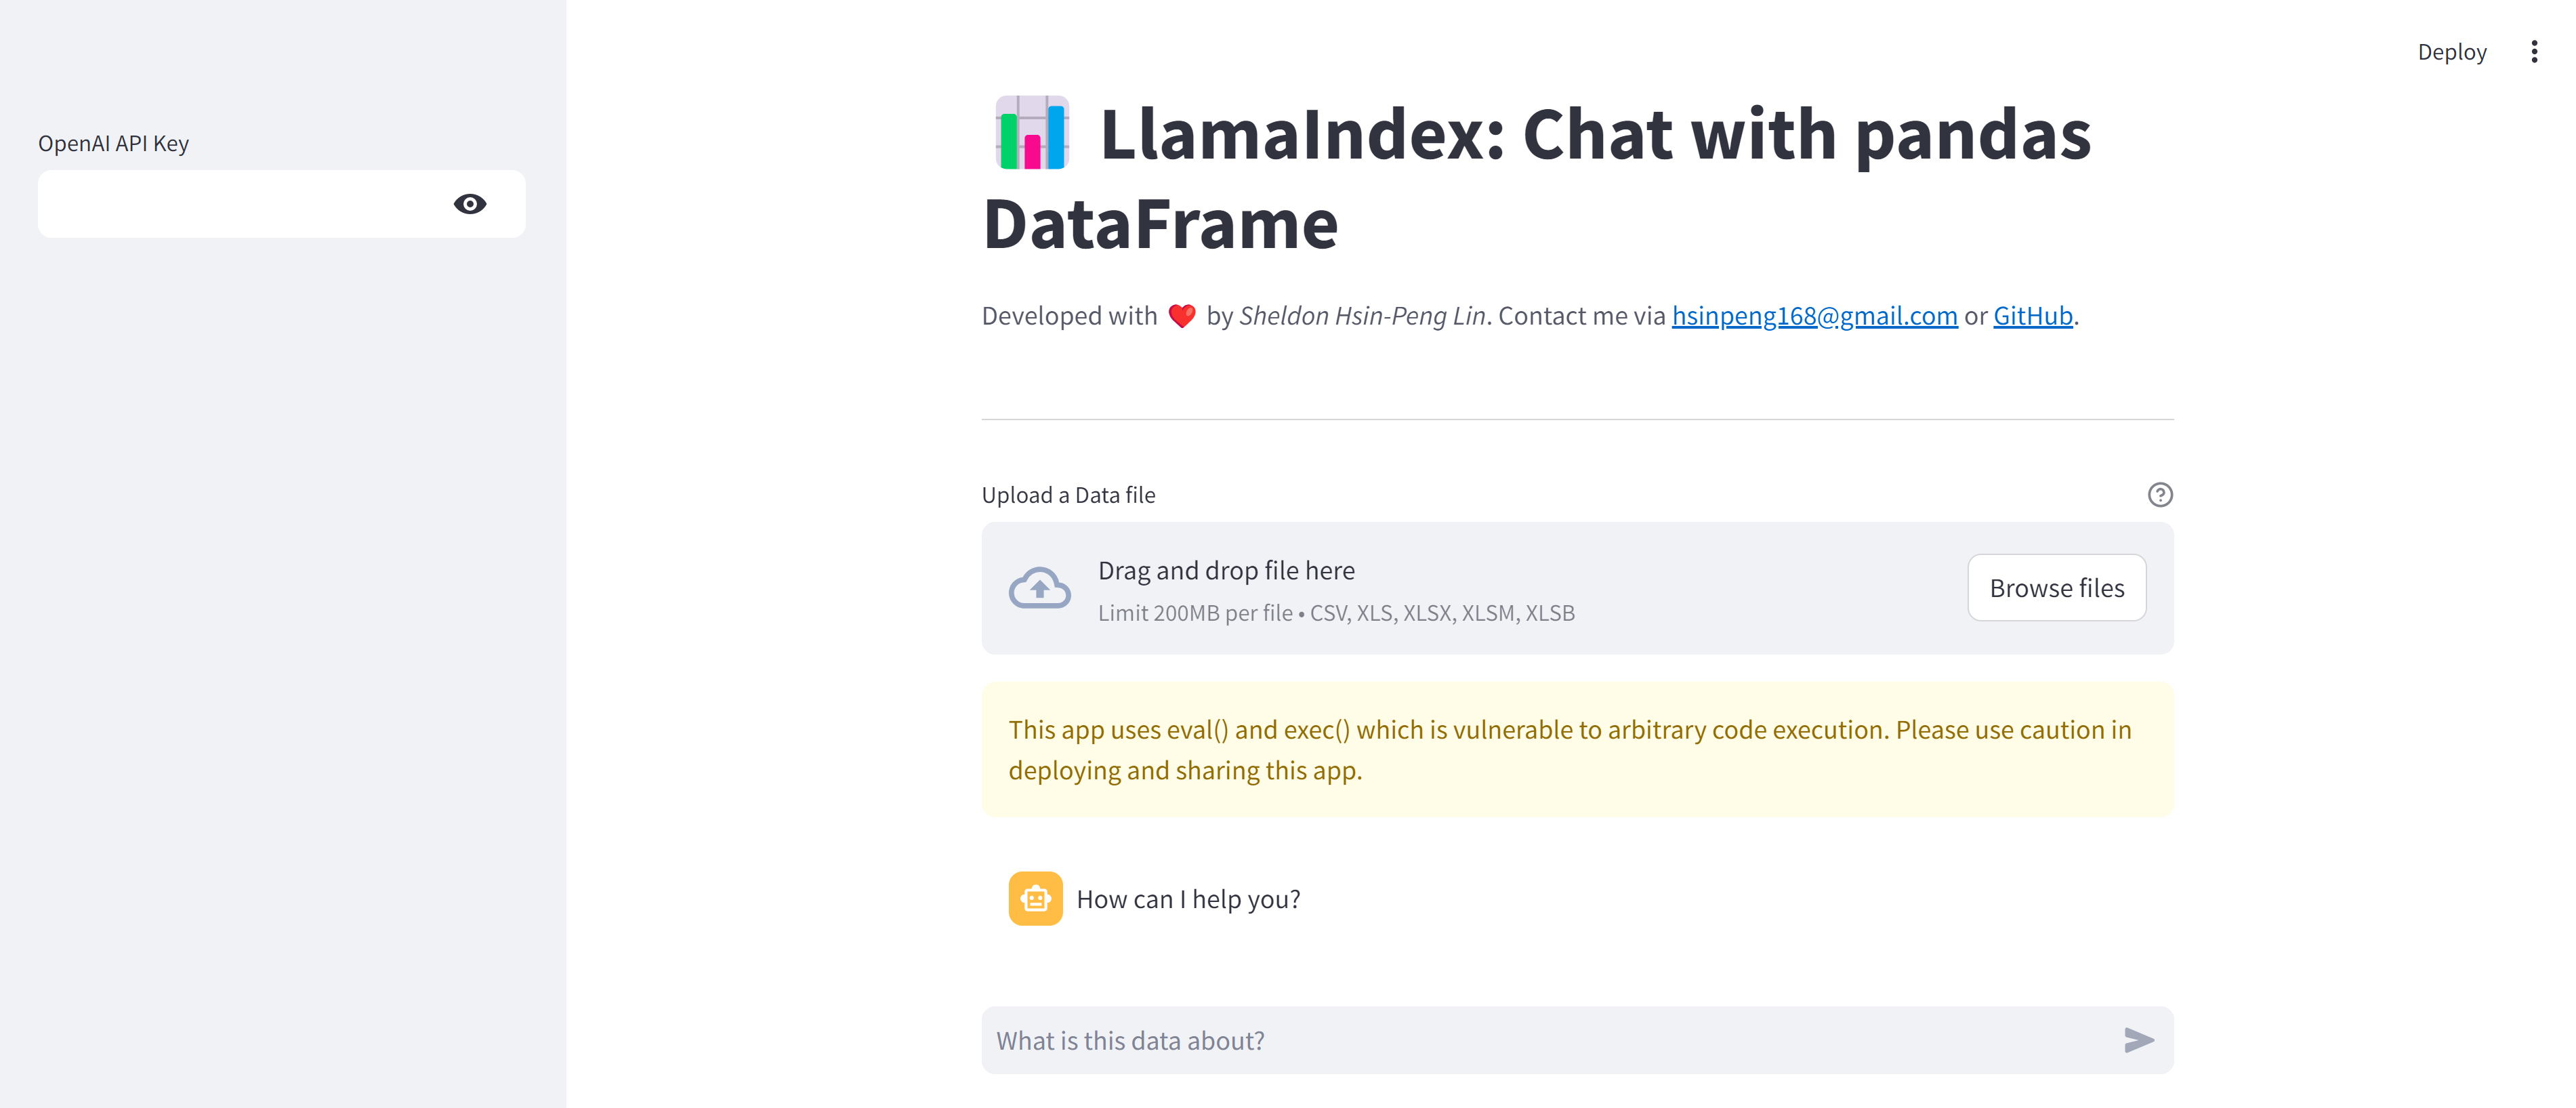 Deploy
OpenAI API Key
LlamaIndex: Chat with pandas
DataFrame
Developed with ❤️ by Sheldon Hsin-Peng Lin. Contact me via hsinpeng168@gmail.com or GitHub.
Upload a Data file
Drag and drop file here
Limit 200MB per file • CSV, XLS, XLSX, XLSM, XLSB
Browse files
This app uses eval() and exec() which is vulnerable to arbitrary code execution. Please use caution in
deploying and sharing this app.
How can I help you?
What is this data about?